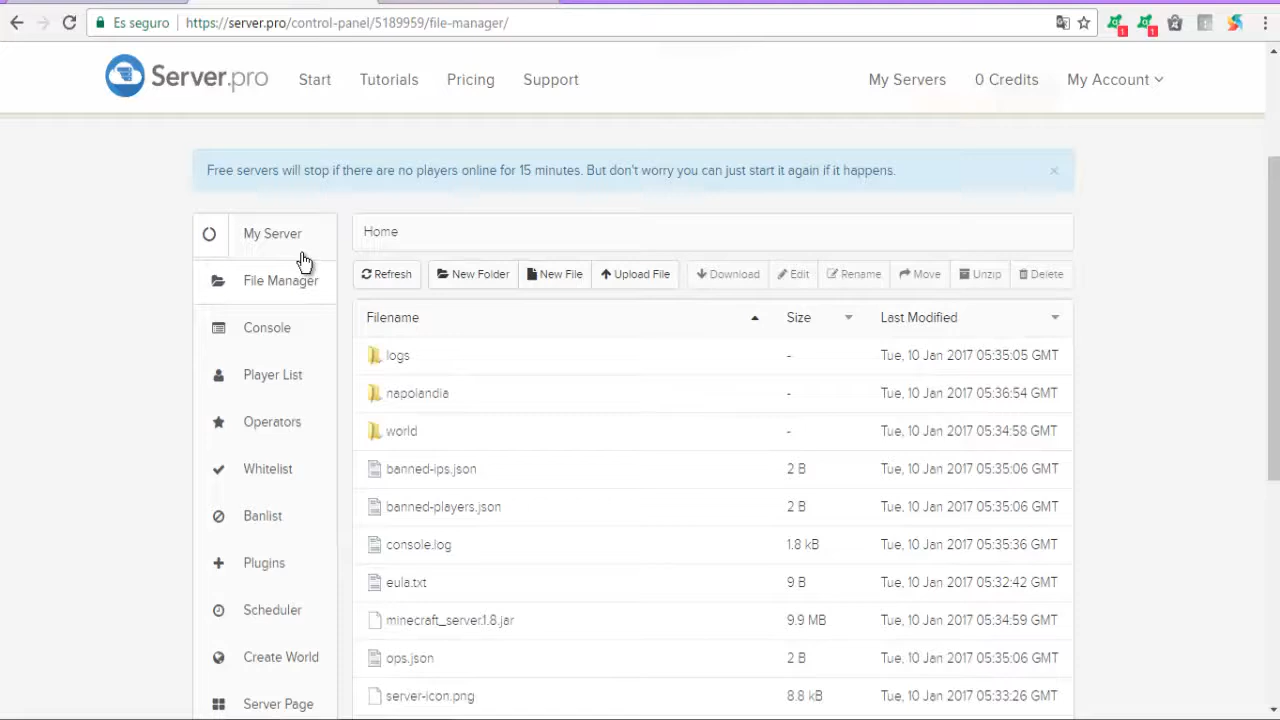 Es seguro https://server.pro/control-panel/5189959/file-manager/
1 1
Server.pro Start Tutorials Pricing Support My Servers 0 Credits My Account
Free servers will stop if there are no players online for 15 minutes. But don't worry you can just start it again if it happens. ×
My Server
File Manager
Console
Player List
Operators
Whitelist
Banlist
Plugins
Scheduler
Create World
Server Page
Home
Refresh New Folder New File Upload File Download Edit Rename Move Unzip Delete
Filename Size Last Modified
logs - Tue, 10 Jan 2017 05:35:05 GMT
napolandia - Tue, 10 Jan 2017 05:36:54 GMT
world - Tue, 10 Jan 2017 05:34:58 GMT
banned-ips.json 2 B Tue, 10 Jan 2017 05:35:06 GMT
banned-players.json 2 B Tue, 10 Jan 2017 05:35:06 GMT
console.log 1.8 kB Tue, 10 Jan 2017 05:35:36 GMT
eula.txt 9 B Tue, 10 Jan 2017 05:32:42 GMT
minecraft_server.1.8.jar 9.9 MB Tue, 10 Jan 2017 05:34:59 GMT
ops.json 2 B Tue, 10 Jan 2017 05:35:06 GMT
server-icon.png 8.8 kB Tue, 10 Jan 2017 05:33:26 GMT